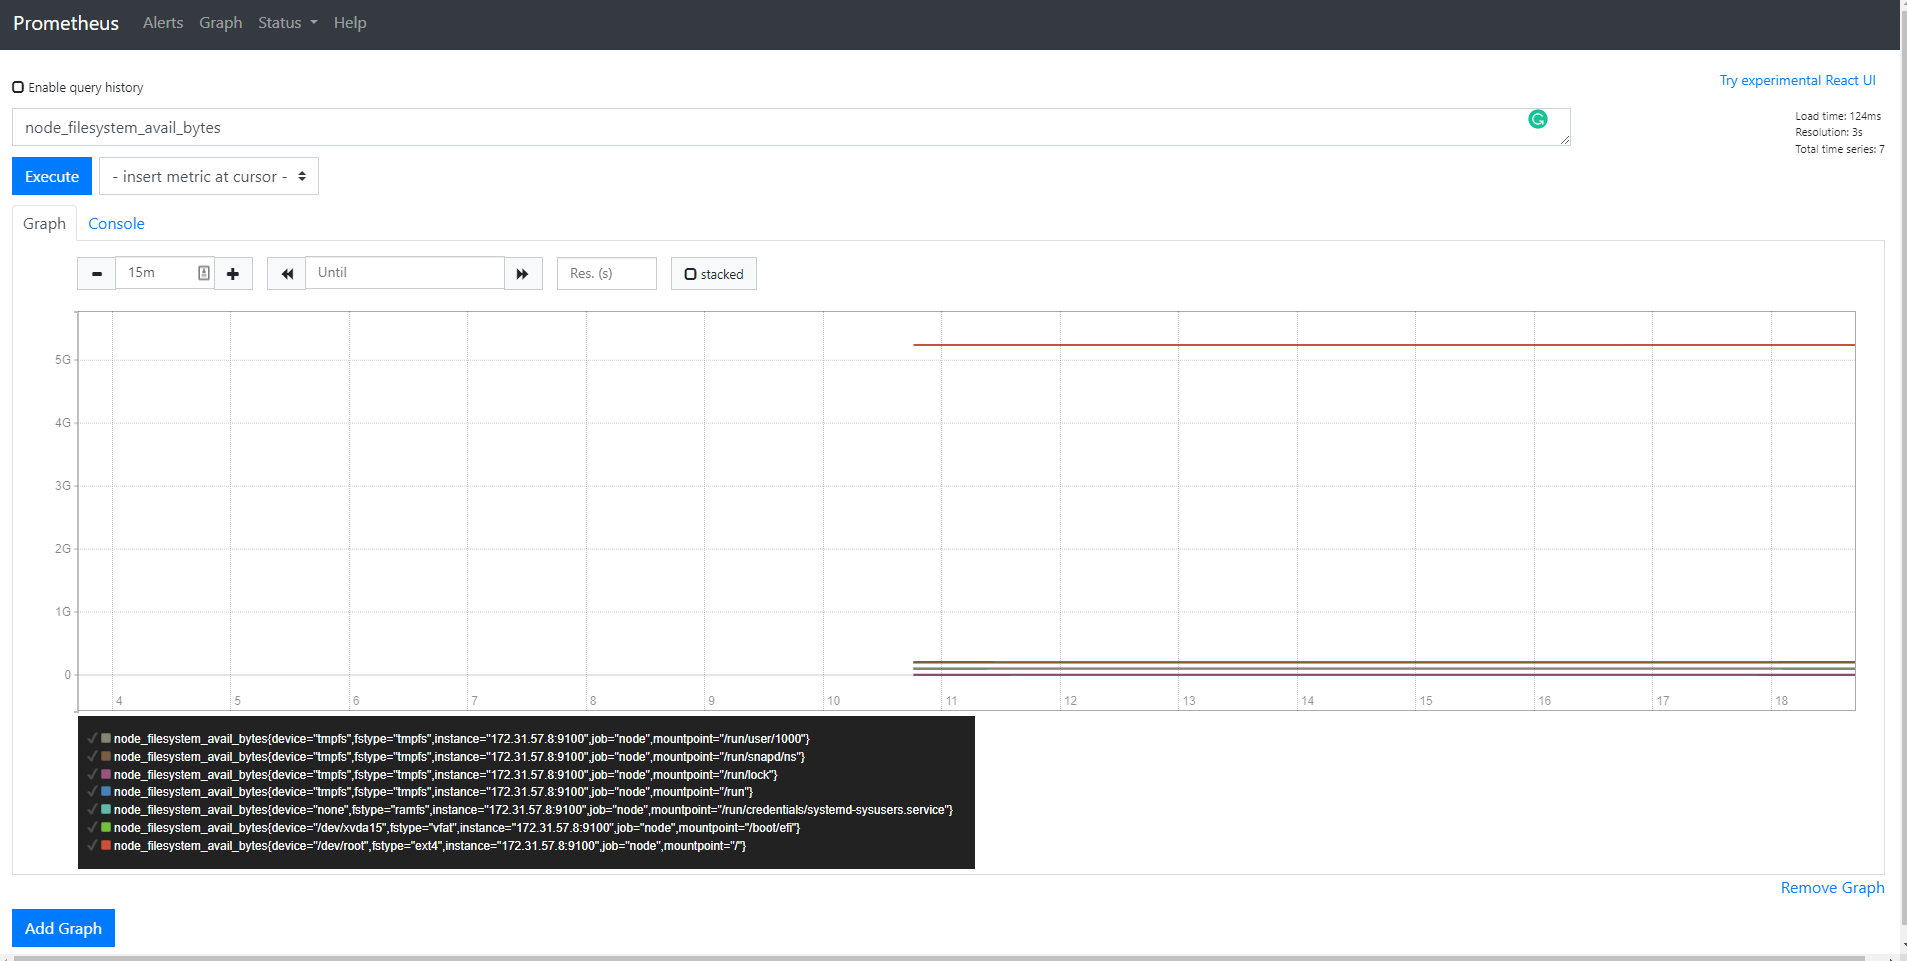 Prometheus Alerts Graph Status Help
Enable query history
Try experimental React UI
node_filesystem_avail_bytes
Load time: 124ms
Resolution: 3s
Total time series: 7
Execute - insert metric at cursor -
Graph Console
15m Until Res. (s) stacked
5G
4G
3G
2G
1G
0
4 5 6 7 8 9 10 11 12 13 14 15 16 17 18
node_filesystem_avail_bytes{device="tmpfs",fstype="tmpfs",instance="172.31.57.8:9100",job="node",mountpoint="/run/user/1000"}
node_filesystem_avail_bytes{device="tmpfs",fstype="tmpfs",instance="172.31.57.8:9100",job="node",mountpoint="/run/snapd/ns"}
node_filesystem_avail_bytes{device="tmpfs",fstype="tmpfs",instance="172.31.57.8:9100",job="node",mountpoint="/run/lock"}
node_filesystem_avail_bytes{device="tmpfs",fstype="tmpfs",instance="172.31.57.8:9100",job="node",mountpoint="/run"}
node_filesystem_avail_bytes{device="none",fstype="ramfs",instance="172.31.57.8:9100",job="node",mountpoint="/run/credentials/systemd-sysusers.service"}
node_filesystem_avail_bytes{device="/dev/xvda15",fstype="vfat",instance="172.31.57.8:9100",job="node",mountpoint="/boot/efi"}
node_filesystem_avail_bytes{device="/dev/root",fstype="ext4",instance="172.31.57.8:9100",job="node",mountpoint="/"}
Remove Graph
Add Graph